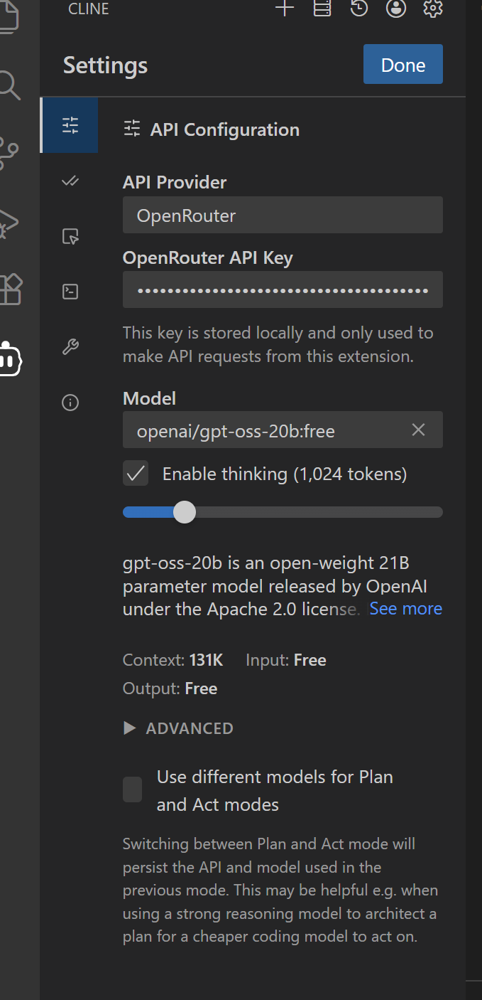 CLINE
Settings
Done
API Configuration
API Provider
OpenRouter
OpenRouter API Key
••••••••••••••••••••••••••••••••••••••••
This key is stored locally and only used to
make API requests from this extension.
Model
openai/gpt-oss-20b:free
Enable thinking (1,024 tokens)
gpt-oss-20b is an open-weight 21B
parameter model released by OpenAI
under the Apache 2.0 license. See more
Context: 131K Input: Free
Output: Free
ADVANCED
Use different models for Plan
and Act modes
Switching between Plan and Act mode will
persist the API and model used in the
previous mode. This may be helpful e.g. when
using a strong reasoning model to architect a
plan for a cheaper coding model to act on.